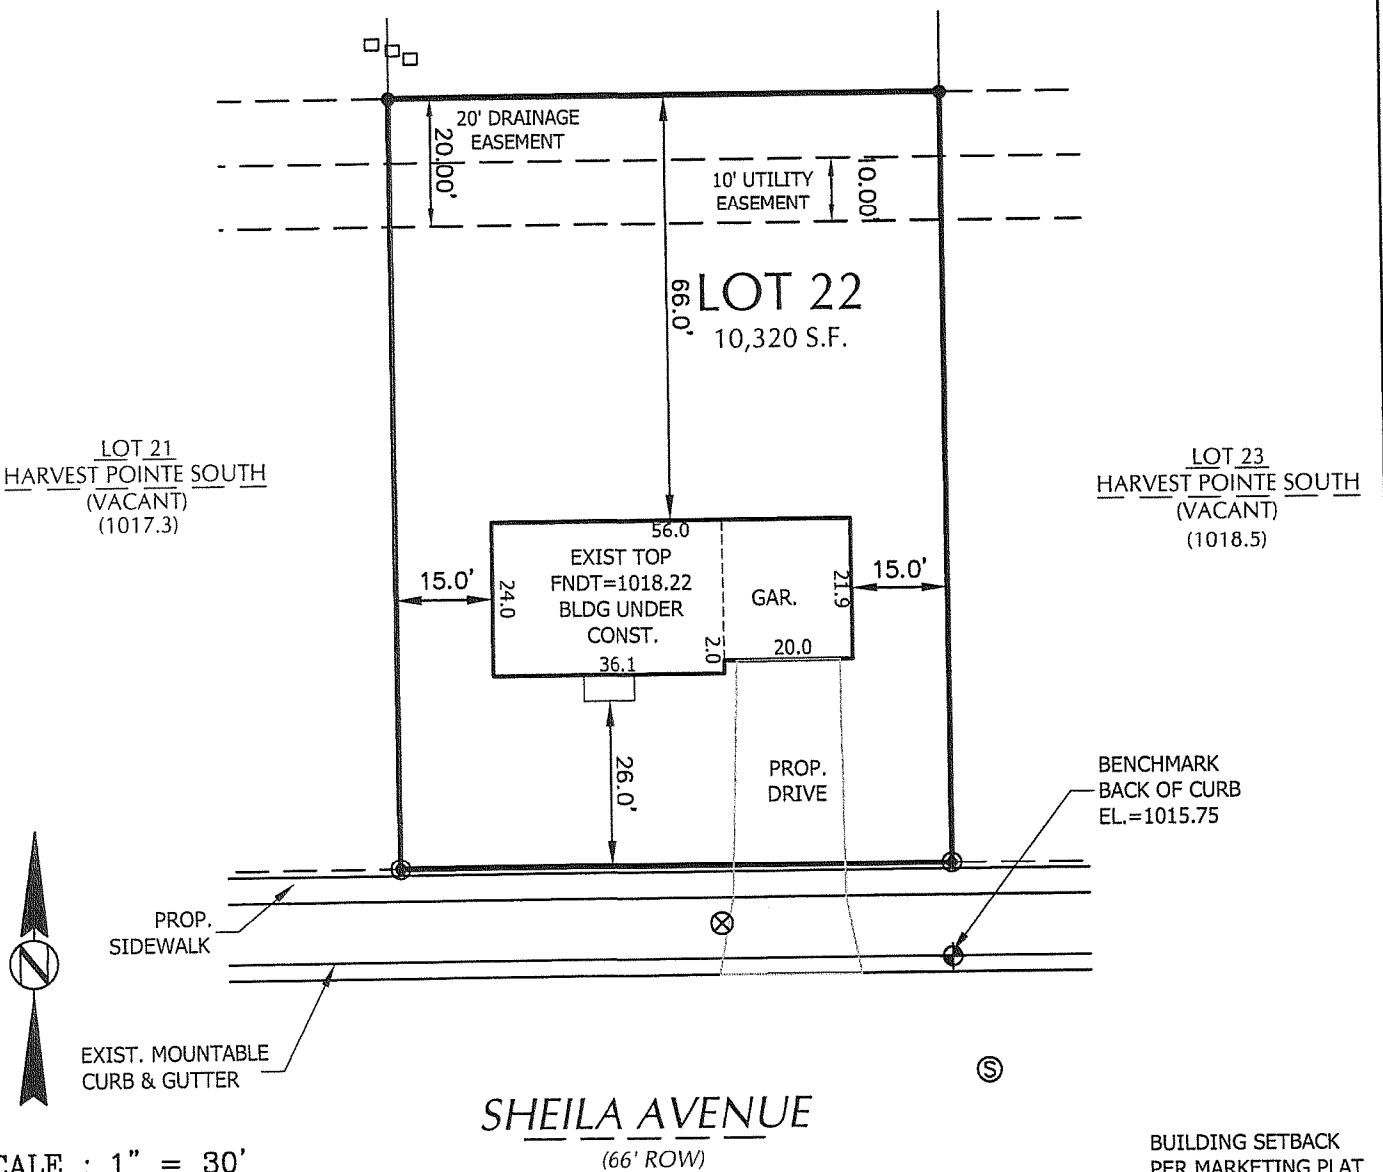 20' DRAINAGE
EASEMENT
20.00'
10' UTILITY
EASEMENT
10.00'
66.0'
LOT 22
10,320 S.F.
LOT 21
HARVEST POINTE SOUTH
(VACANT)
(1017.3)
LOT 23
HARVEST POINTE SOUTH
(VACANT)
(1018.5)
56.0
EXIST TOP
FNDT=1018.22
BLDG UNDER
CONST.
GAR.
15.0'
24.0
21.9
15.0'
2.0
20.0
36.1
26.0'
PROP.
DRIVE
BENCHMARK
BACK OF CURB
EL.=1015.75
PROP.
SIDEWALK
N
EXIST. MOUNTABLE
CURB & GUTTER
S
SHEILA AVENUE
(66' ROW)
CALE : 1" = 30'
BUILDING SETBACK
PER MARKETING PLAT